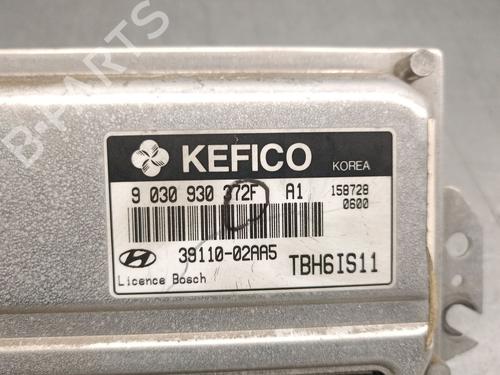 B-PARTS
KEFICO
KOREA
9 030 930 372F A1
158728
0600
39110-02AA5
TBH6IS11
Licence Bosch